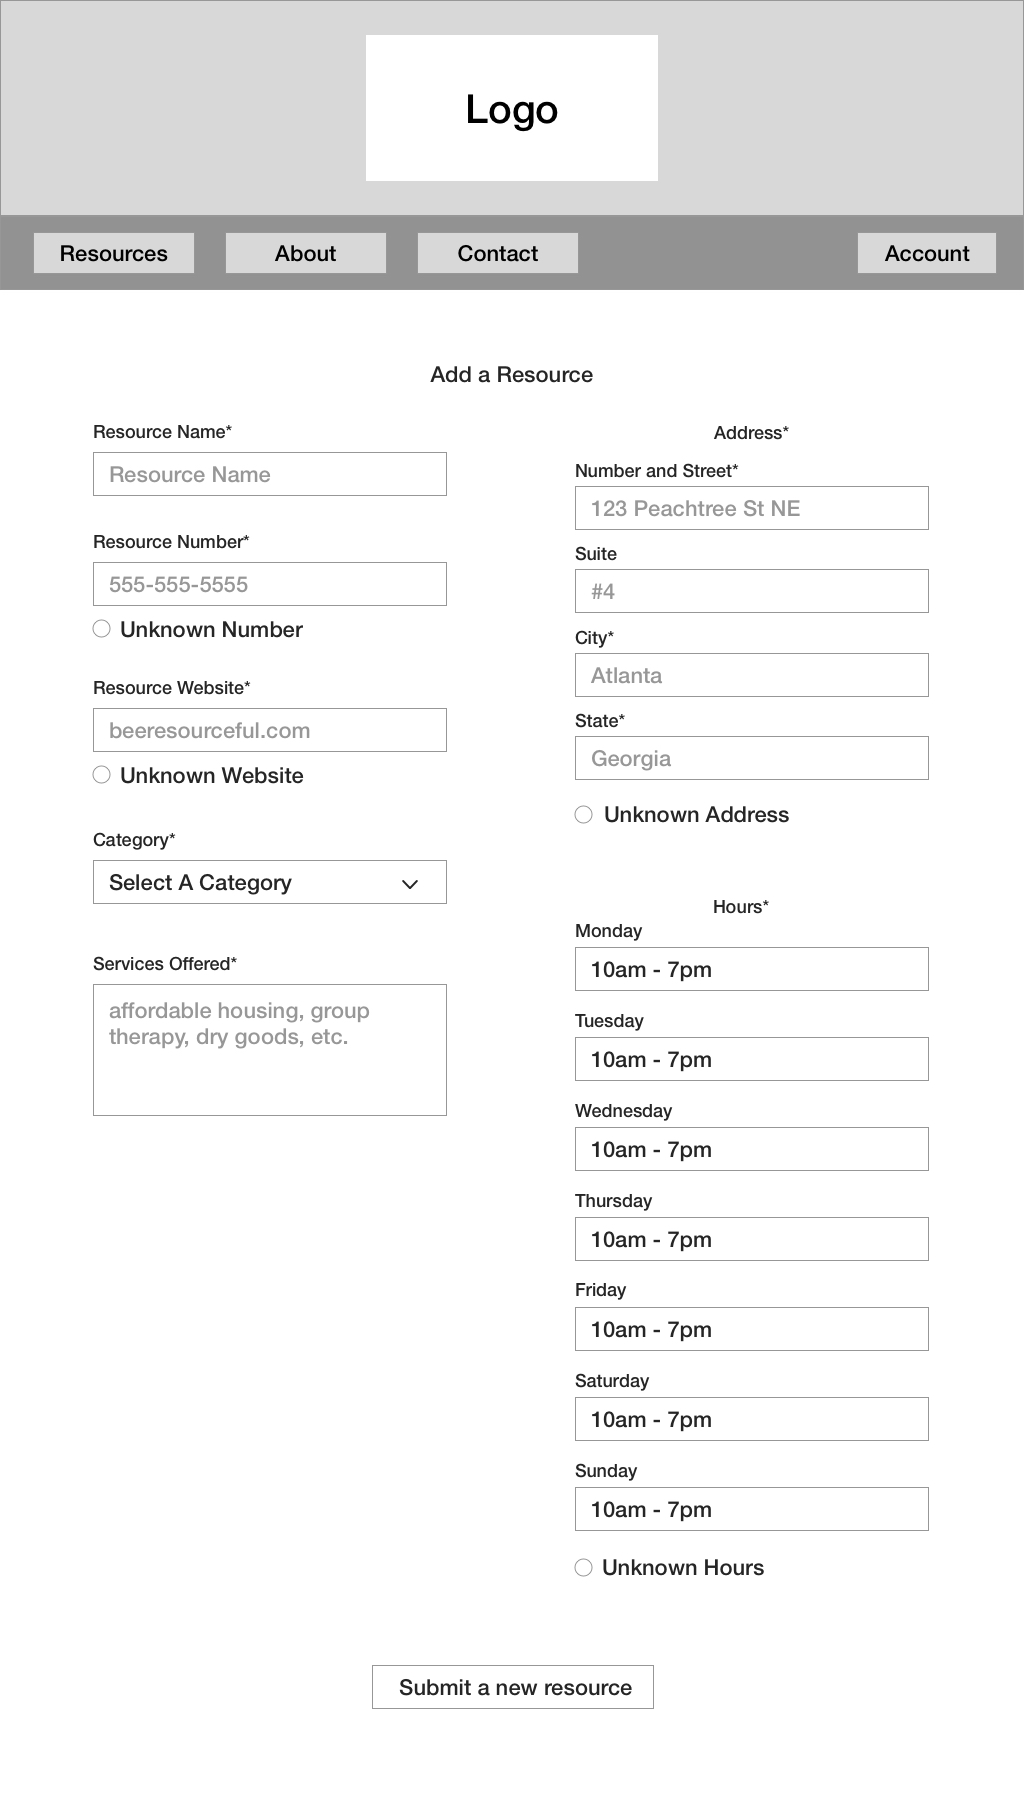 Logo
Resources
About
Contact
Account
Add a Resource
Resource Name*
Resource Name
Resource Number*
555-555-5555
Unknown Number
Resource Website*
beeresourceful.com
Unknown Website
Category*
Select A Category
Services Offered*
affordable housing, group
therapy, dry goods, etc.
Address*
Number and Street*
123 Peachtree St NE
Suite
#4
City*
Atlanta
State*
Georgia
Unknown Address
Hours*
Monday
10am - 7pm
Tuesday
10am - 7pm
Wednesday
10am - 7pm
Thursday
10am - 7pm
Friday
10am - 7pm
Saturday
10am - 7pm
Sunday
10am - 7pm
Unknown Hours
Submit a new resource